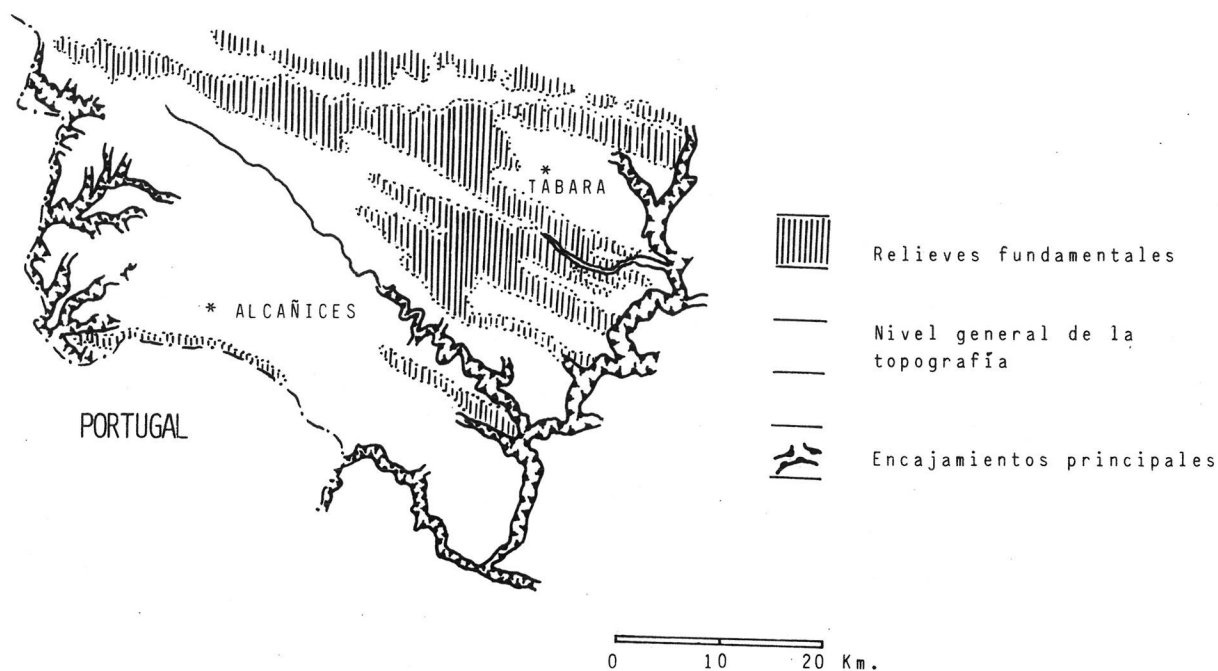 * TABARA
* ALCAÑICES
PORTUGAL
Relieves fundamentales
Nivel general de la
topografía
Encajamientos principales
0 10 20 Km.